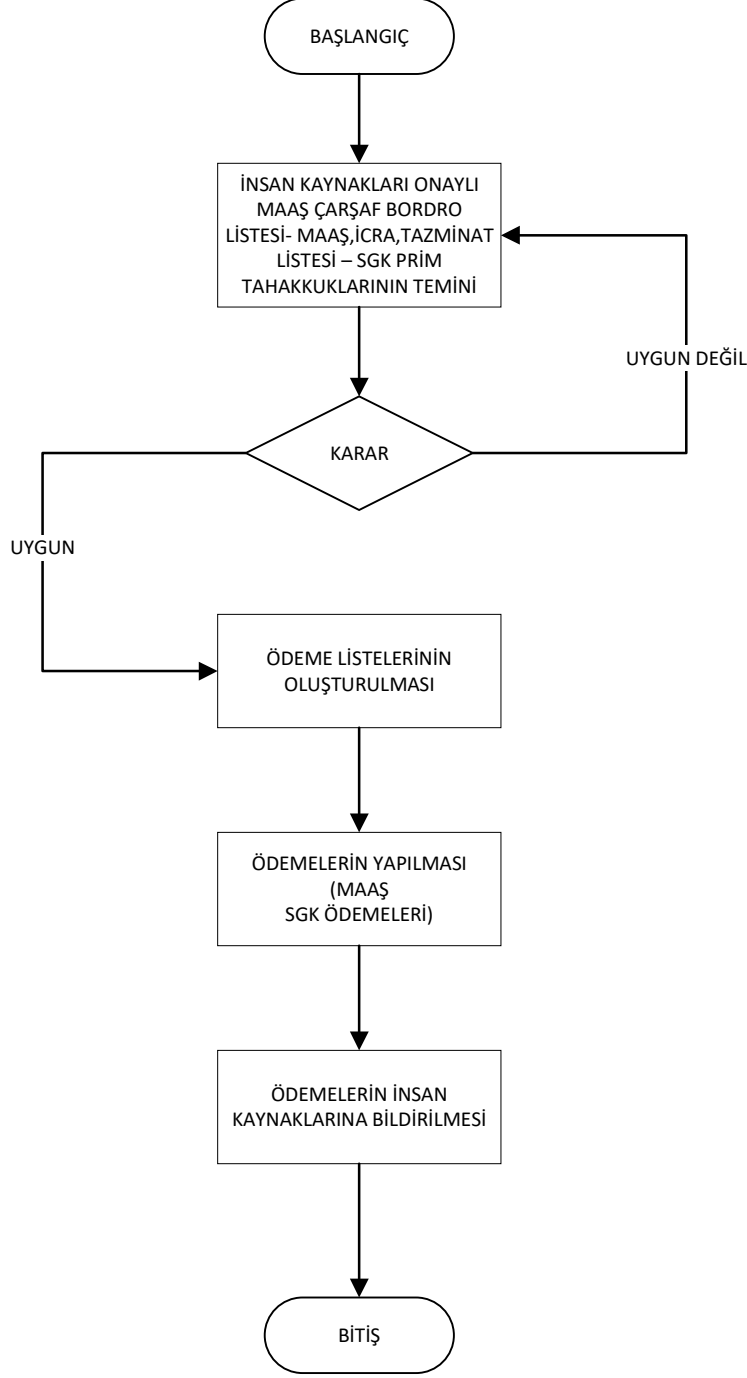 BAŞLANGIÇ
İNSAN KAYNAKLARI ONAYLI
MAAŞ ÇARŞAF BORDRO
LİSTESİ- MAAŞ,İCRA,TAZMİNAT
LİSTESİ – SGK PRİM
TAHAKKUKLARININ TEMİNİ
UYGUN DEĞİL
KARAR
UYGUN
ÖDEME LİSTELERİNİN
OLUŞTURULMASI
ÖDEMELERİN YAPILMASI
(MAAŞ
SGK ÖDEMELERİ)
ÖDEMELERİN İNSAN
KAYNAKLARINA BİLDİRİLMESİ
BİTİŞ